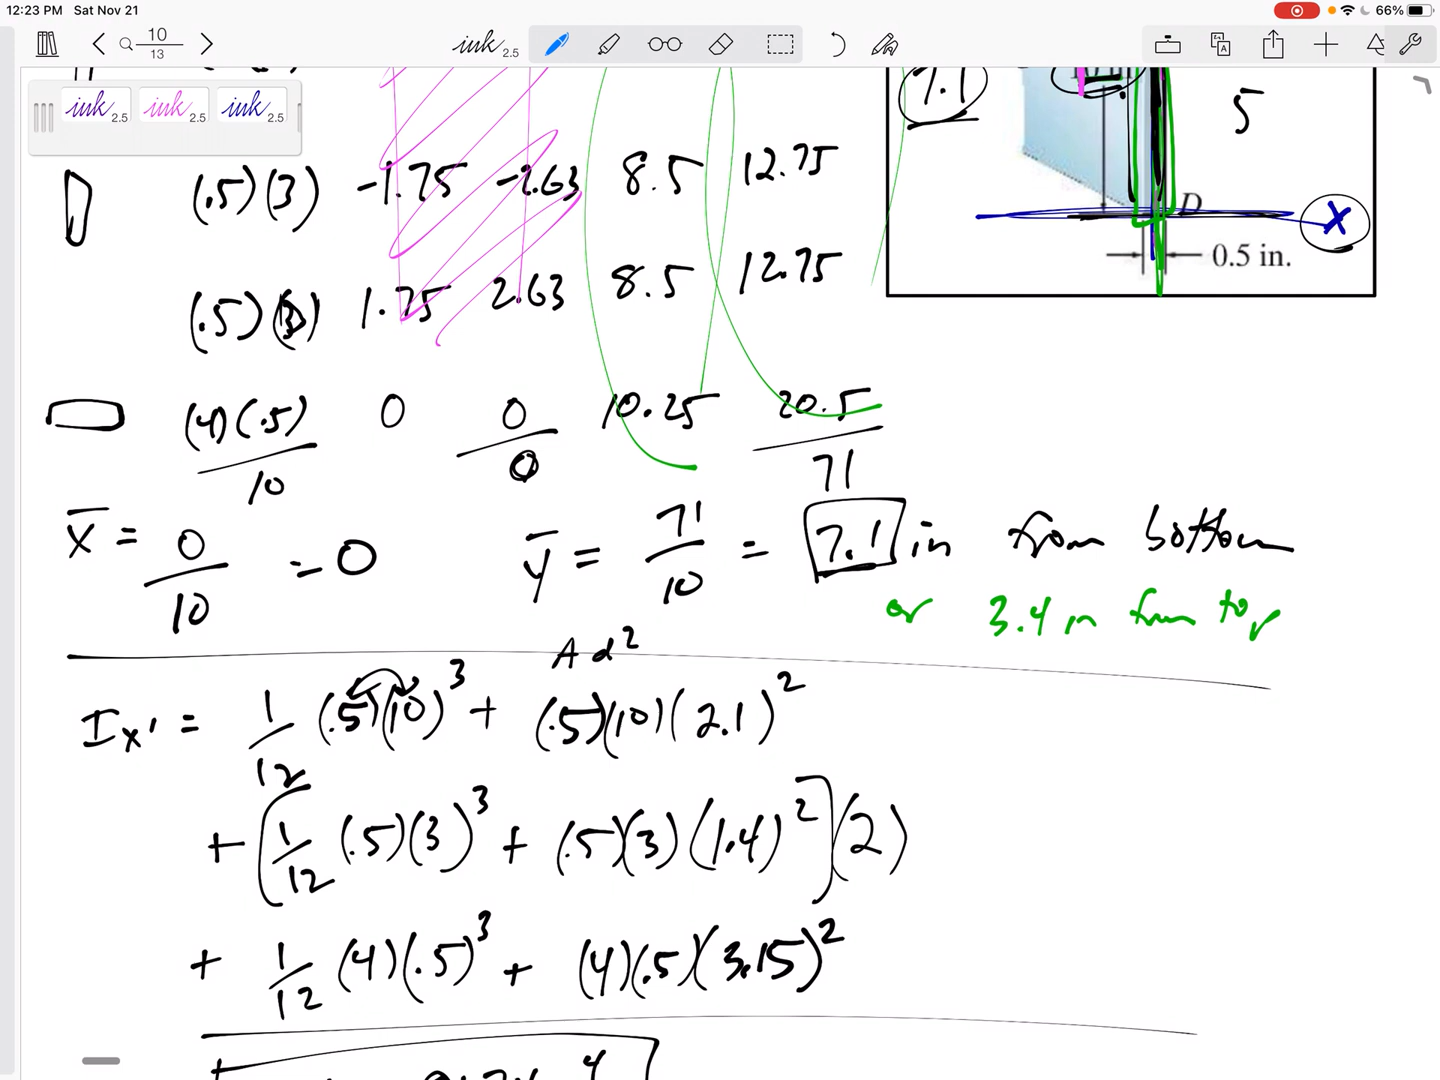 12:23 PM Sat Nov 21
66%
10
13
ink 2.5
ink 2.5 ink 2.5 ink 2.5
7.1
5
D
X
0.5 in.
(.5)(3) -1.75 -2.63 8.5 12.75
(.5)(3) 1.75 2.63 8.5 12.75
(4)(.5) 0 0 10.25 20.5
10 0 71
x̄ = 0/10 = 0 ȳ = 71/10 = 7.1 in from bottom
or 3.4 in from top
A d²
Ix' = 1/12 (.5)(10)³ + (.5)(10)(2.1)²
+ [1/12 (.5)(3)³ + (.5)(3)(1.4)²](2)
+ 1/12 (4)(.5)³ + (4)(.5)(3.15)²